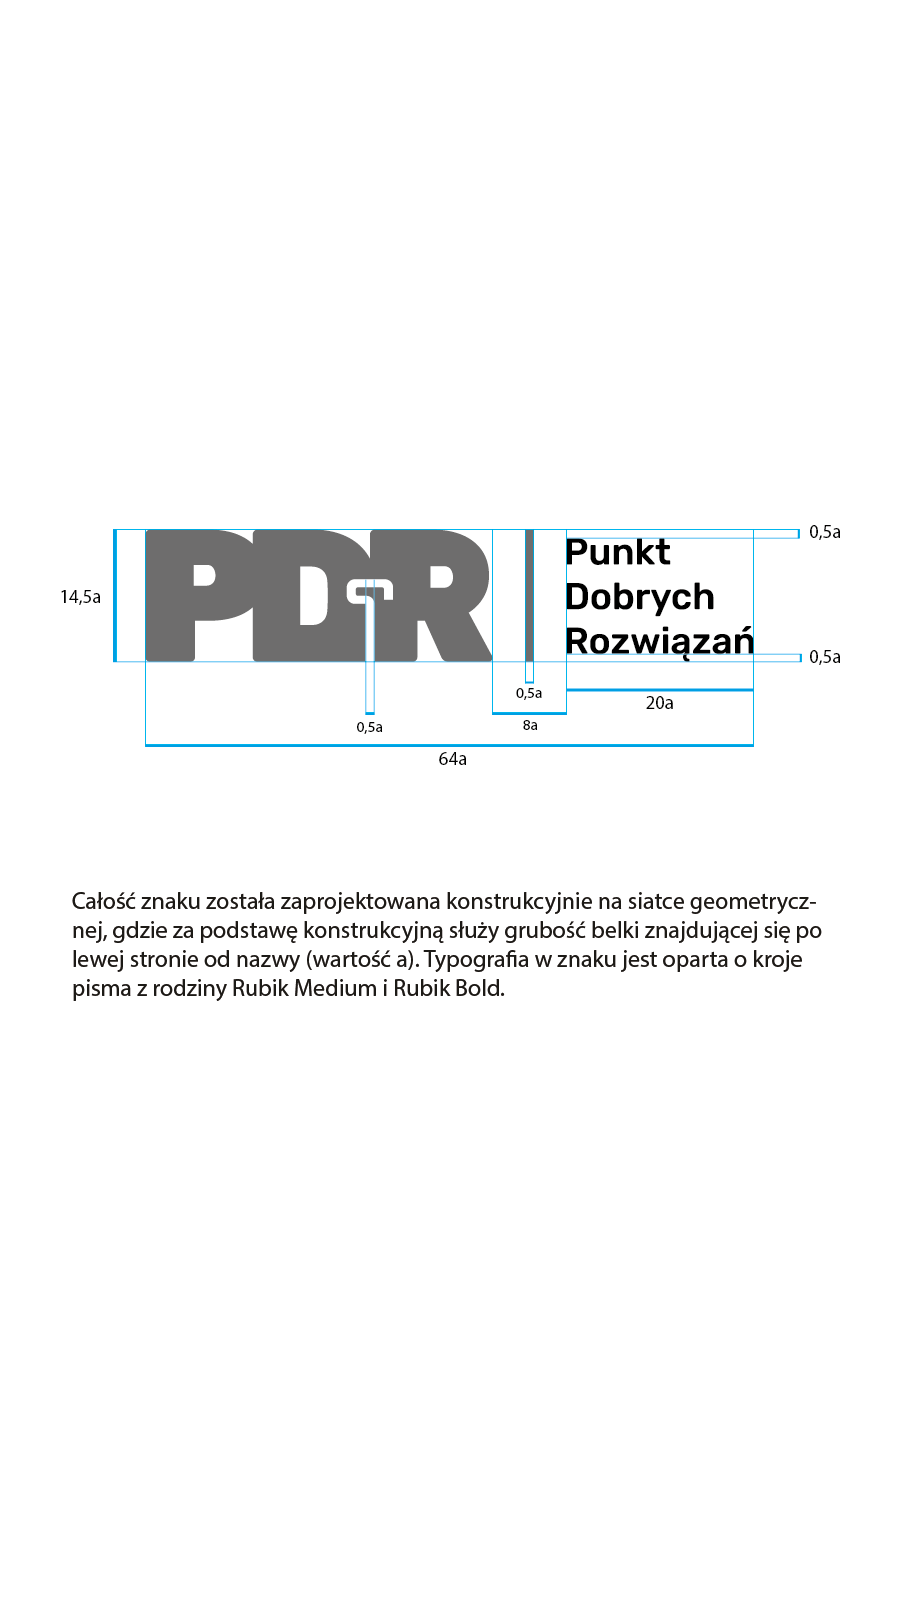 PDR
Punkt
Dobrych
Rozwiązań
0,5a
14,5a
0,5a
0,5a
20a
0,5a
8a
64a
Całość znaku została zaprojektowana konstrukcyjnie na siatce geometrycz-
nej, gdzie za podstawę konstrukcyjną służy grubość belki znajdującej się po
lewej stronie od nazwy (wartość a). Typografia w znaku jest oparta o kroje
pisma z rodziny Rubik Medium i Rubik Bold.